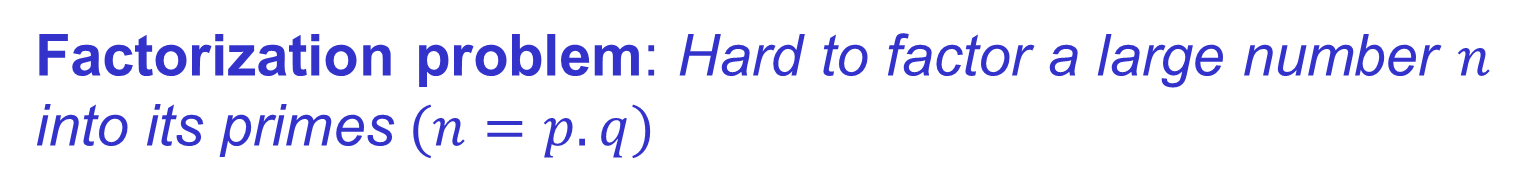 Factorization problem: Hard to factor a large number n
into its primes (n = p. q)